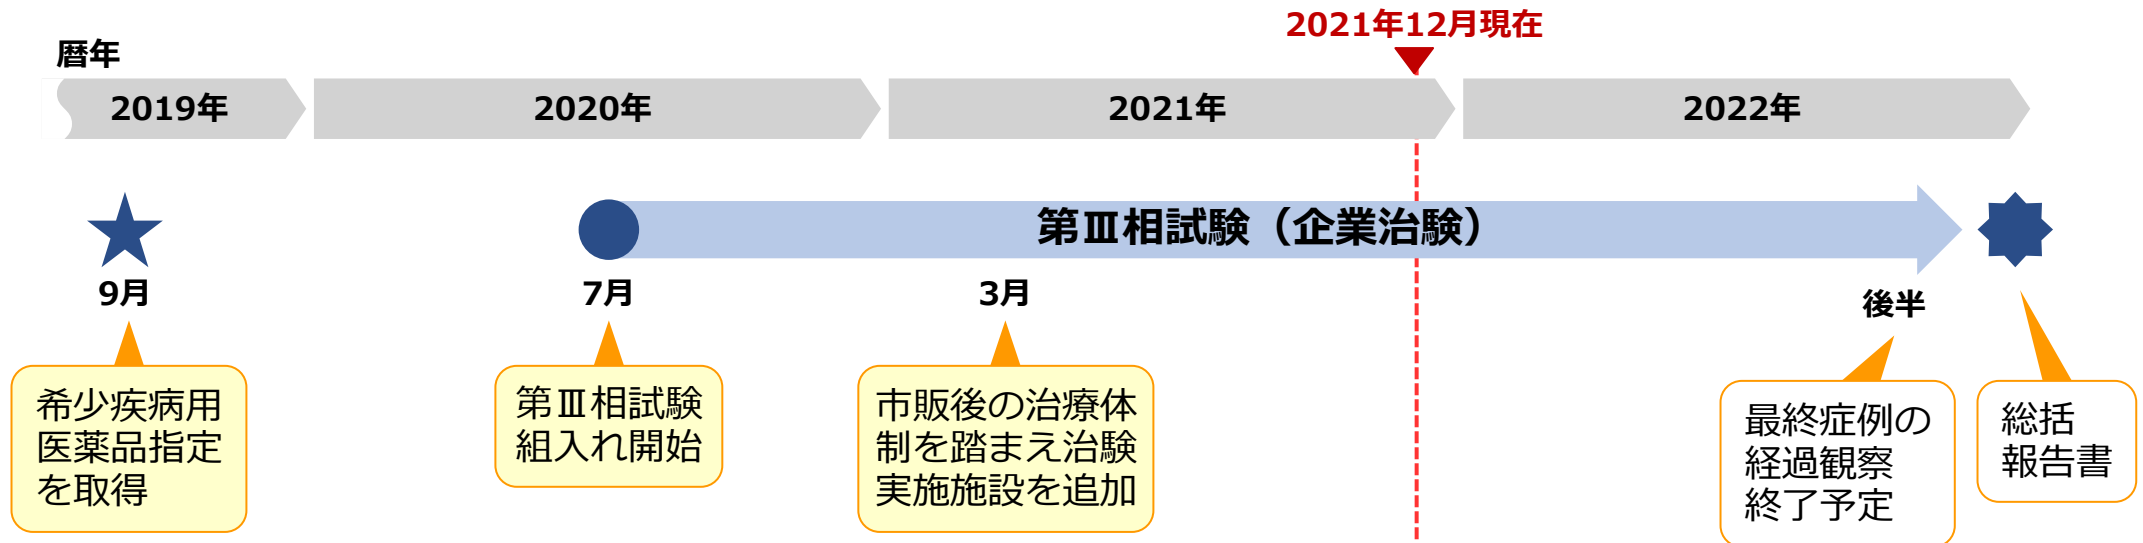 2021年12月現在
暦年
2019年
2020年
2021年
2022年
第Ⅲ相試験（企業治験）
9月
7月
3月
後半
希少疾病用
医薬品指定
を取得
第Ⅲ相試験
組入れ開始
市販後の治療体
制を踏まえ治験
実施施設を追加
最終症例の
経過観察
終了予定
総括
報告書